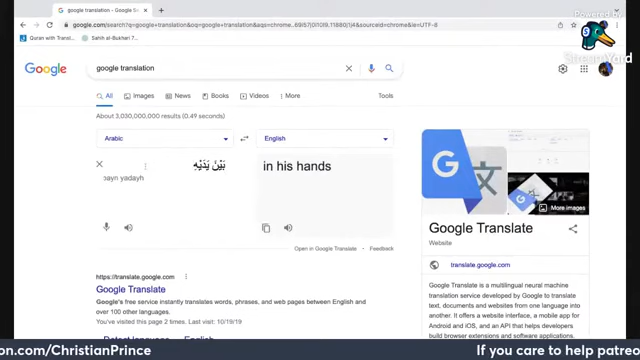 google translation - Google S
google.com/search?q=google+translation&oq=google+translation&aqs=chrome..69i57j0l10j
sourceid=chrome&ie=UTF-8
Quran with Transl...
Sahih al-Bukhari 7...
Powered by
StreamYard
Google
google translation
All
Images
News
Books
Videos
More
Tools
About 3,030,000,000 results (0.49 seconds)
Arabic
English
بَيْنَ يَدَيْهِ
in his hands
bayn yadayh
Open in Google Translate • Feedback
More images
Google Translate
Website
translate.google.com
Google Translate is a multilingual neural machine
translation service developed by Google to translate
text, documents and websites from one language into
another. It offers a website interface, a mobile app for
Android and iOS, and an API that helps developers
build browser extensions and software
https://translate.google.com
Google Translate
Google's free service instantly translates words, phrases, and web pages between English and
over 100 other languages.
You've visited this page 2 times. Last visit: 10/19/19
on.com/ChristianPrince
If you care to help patreo